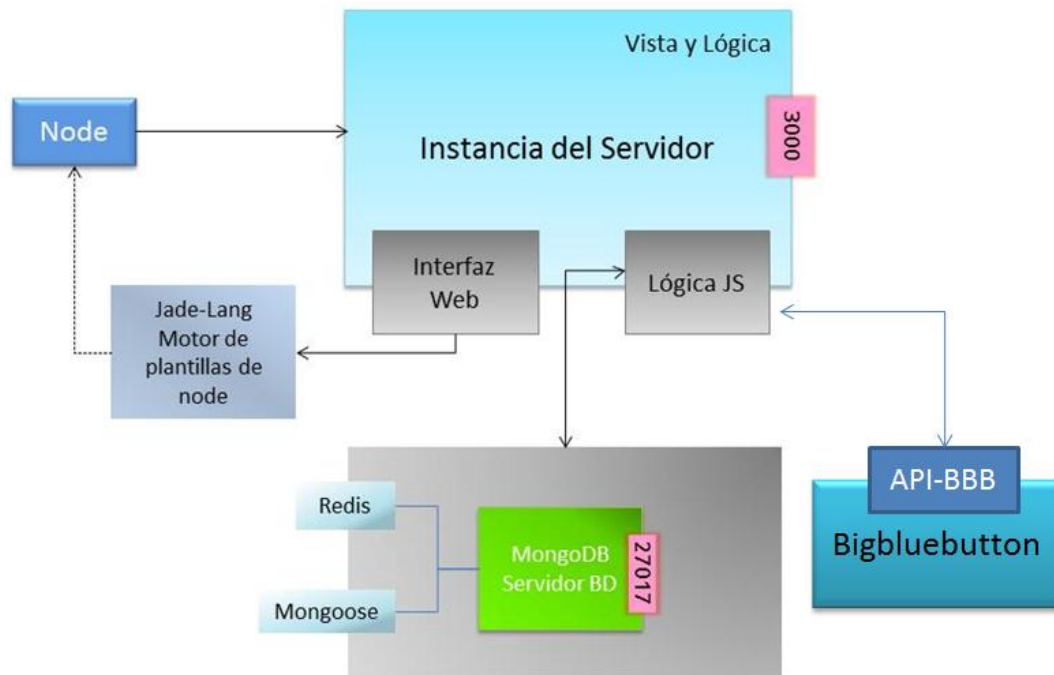 Vista y Lógica
Node
Instancia del Servidor
3000
Interfaz
Web
Lógica JS
Jade-Lang
Motor de
plantillas de
node
API-BBB
Bigbluebutton
Redis
MongoDB
Servidor BD
27017
Mongoose